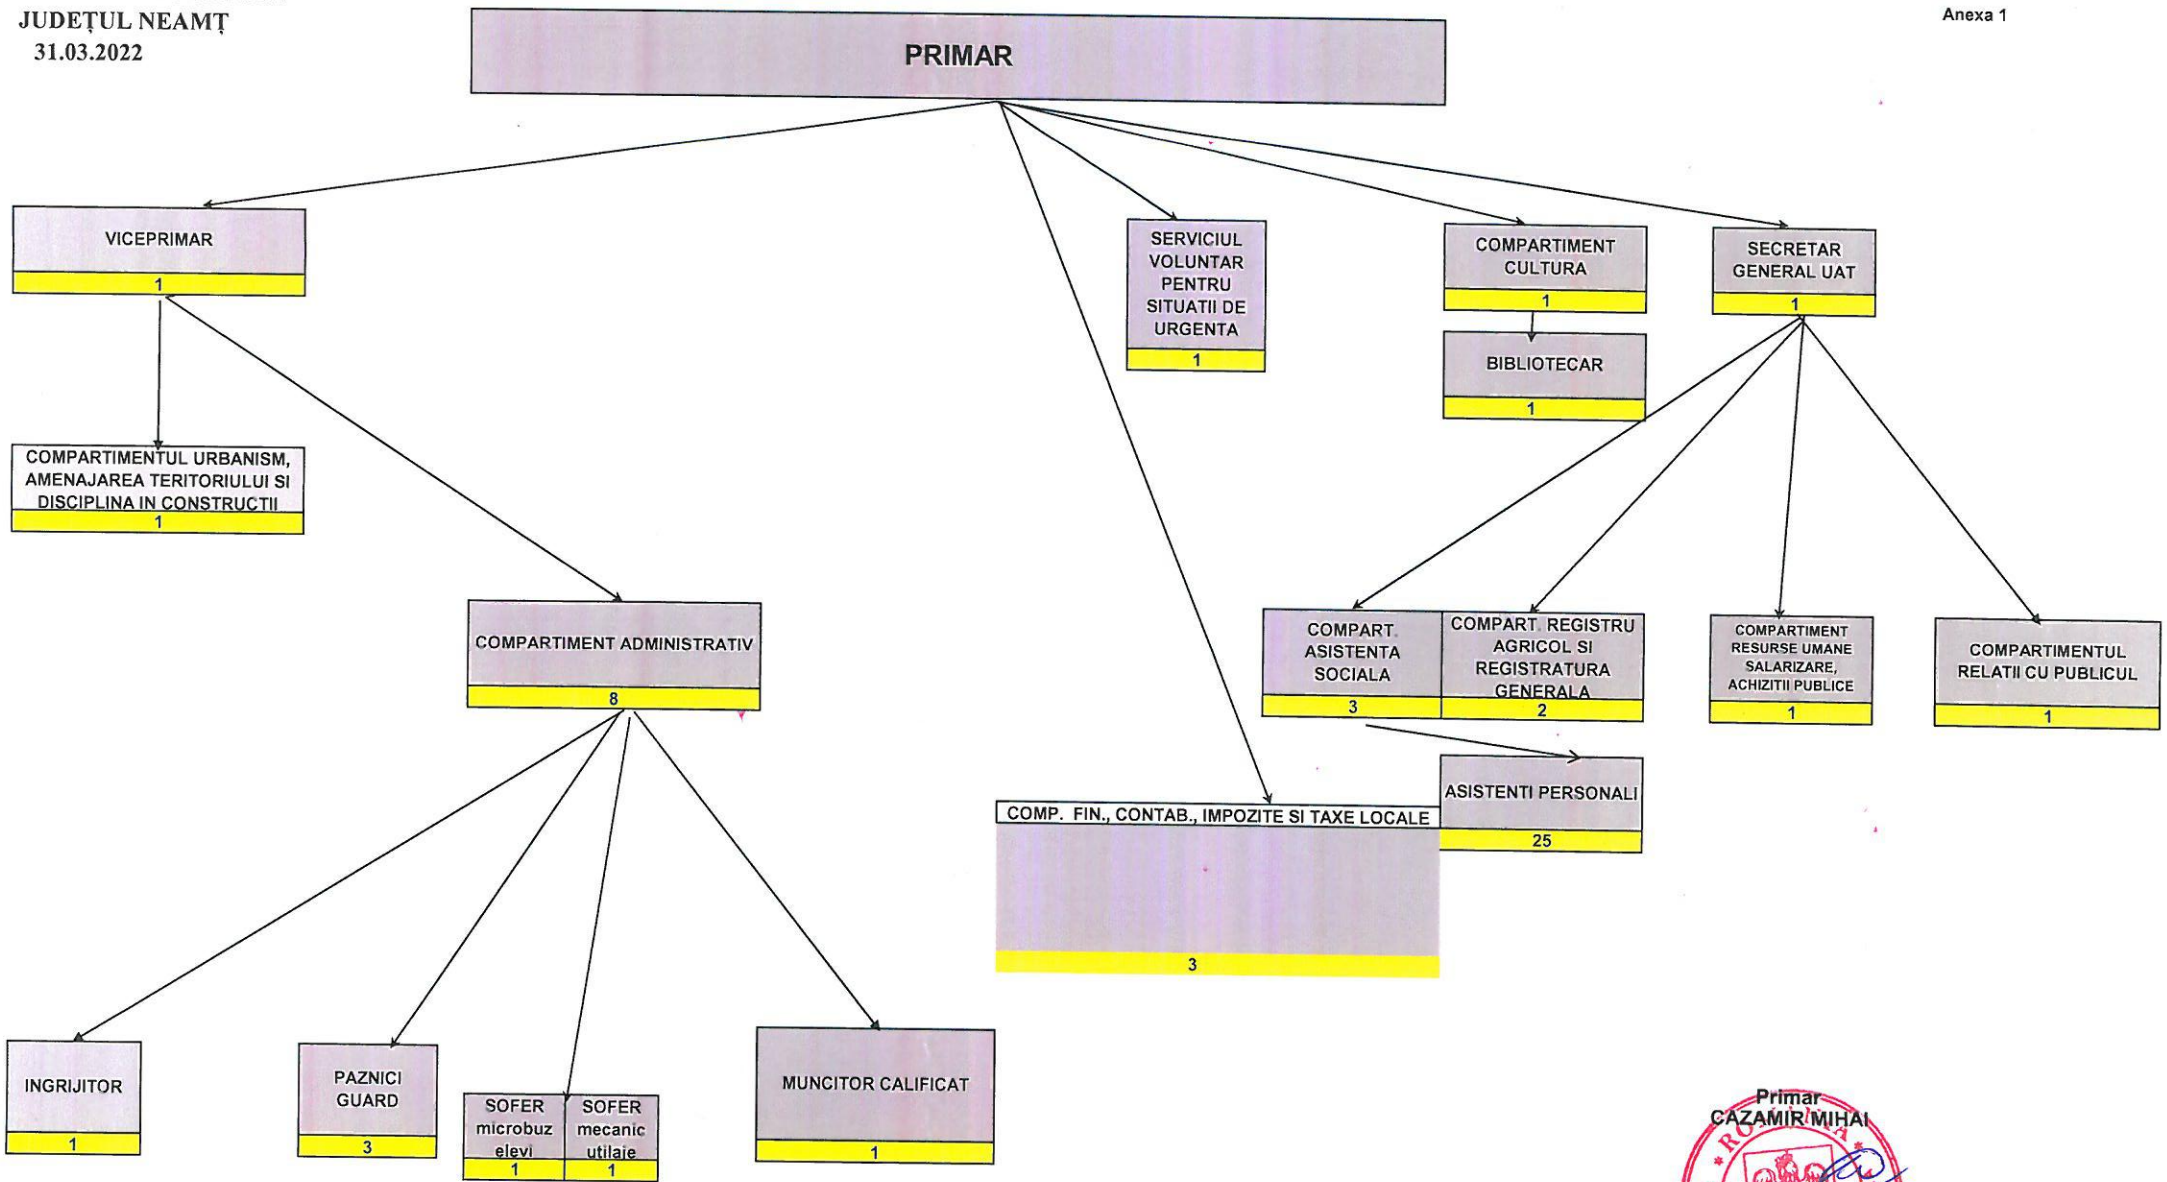 JUDEȚUL NEAMȚ
31.03.2022
Anexa 1
PRIMAR
VICEPRIMAR
1
SERVICIUL
VOLUNTAR
PENTRU
SITUATII DE
URGENTA
1
COMPARTIMENT
CULTURA
1
SECRETAR
GENERAL UAT
1
BIBLIOTECAR
1
COMPARTIMENTUL URBANISM,
AMENAJAREA TERITORIULUI SI
DISCIPLINA IN CONSTRUCTII
1
COMPARTIMENT ADMINISTRATIV
8
COMPART.
ASISTENTA
SOCIALA
3
COMPART. REGISTRU
AGRICOL SI
REGISTRATURA
GENERALA
2
COMPARTIMENT
RESURSE UMANE
SALARIZARE,
ACHIZITII PUBLICE
1
COMPARTIMENTUL
RELATII CU PUBLICUL
1
ASISTENTI PERSONALI
25
COMP. FIN., CONTAB., IMPOZITE SI TAXE LOCALE
3
INGRIJITOR
1
PAZNICI
GUARD
3
SOFER
microbuz
elevi
1
SOFER
mecanic
utilaje
1
MUNCITOR CALIFICAT
1
Primar
CAZAMIR MIHAI
* ROMÂNIA *